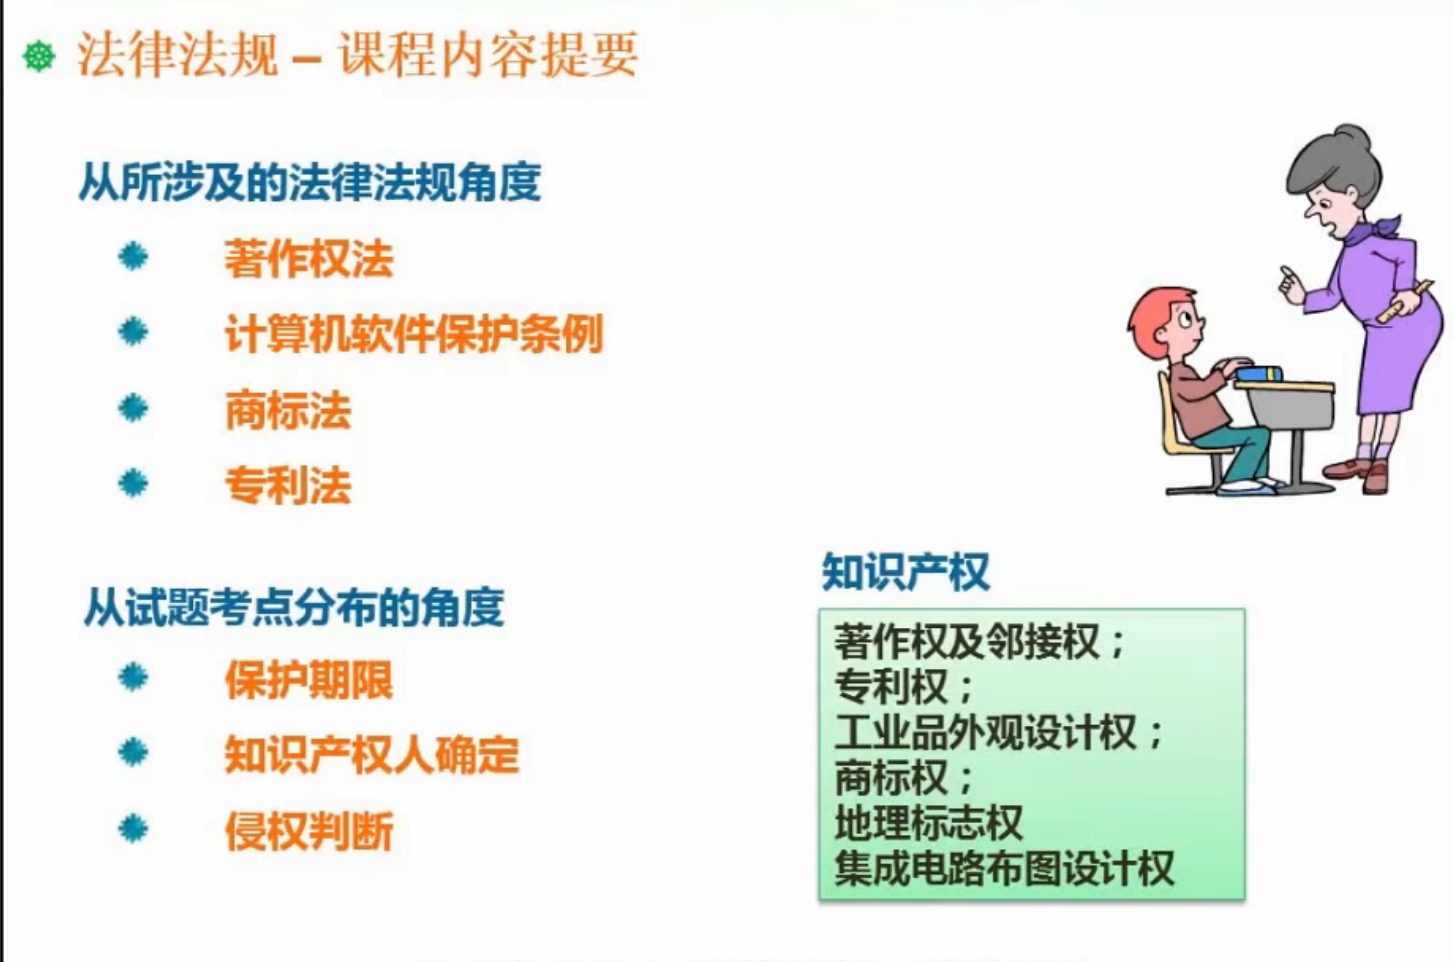 法律法规 – 课程内容提要
从所涉及的法律法规角度
著作权法
计算机软件保护条例
商标法
专利法
从试题考点分布的角度
保护期限
知识产权人确定
侵权判断
知识产权
著作权及邻接权；
专利权；
工业品外观设计权；
商标权；
地理标志权
集成电路布图设计权